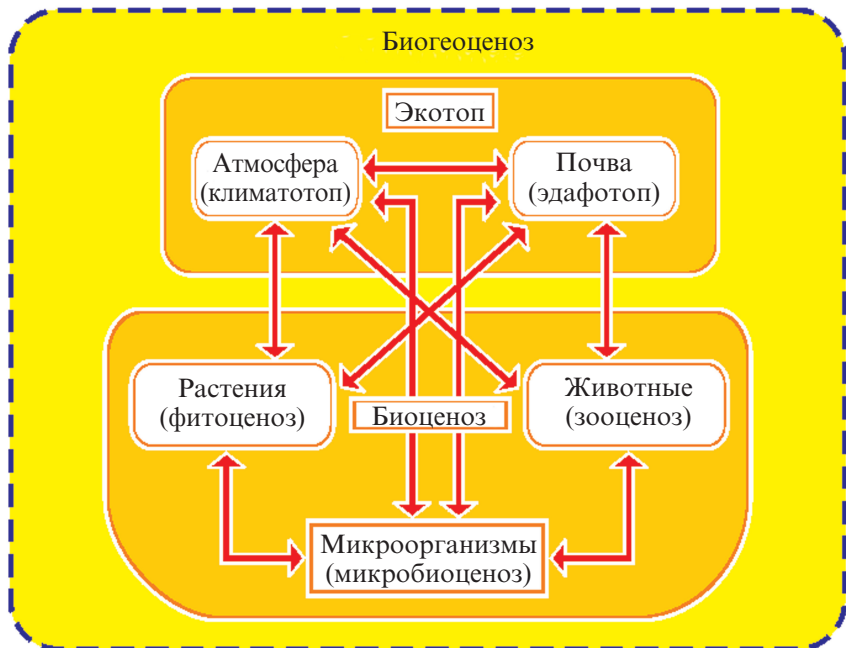 Биогеоценоз
Экотоп
Атмосфера
(климатотоп)
Почва
(эдафотоп)
Растения
(фитоценоз)
Биоценоз
Животные
(зооценоз)
Микроорганизмы
(микробиоценоз)